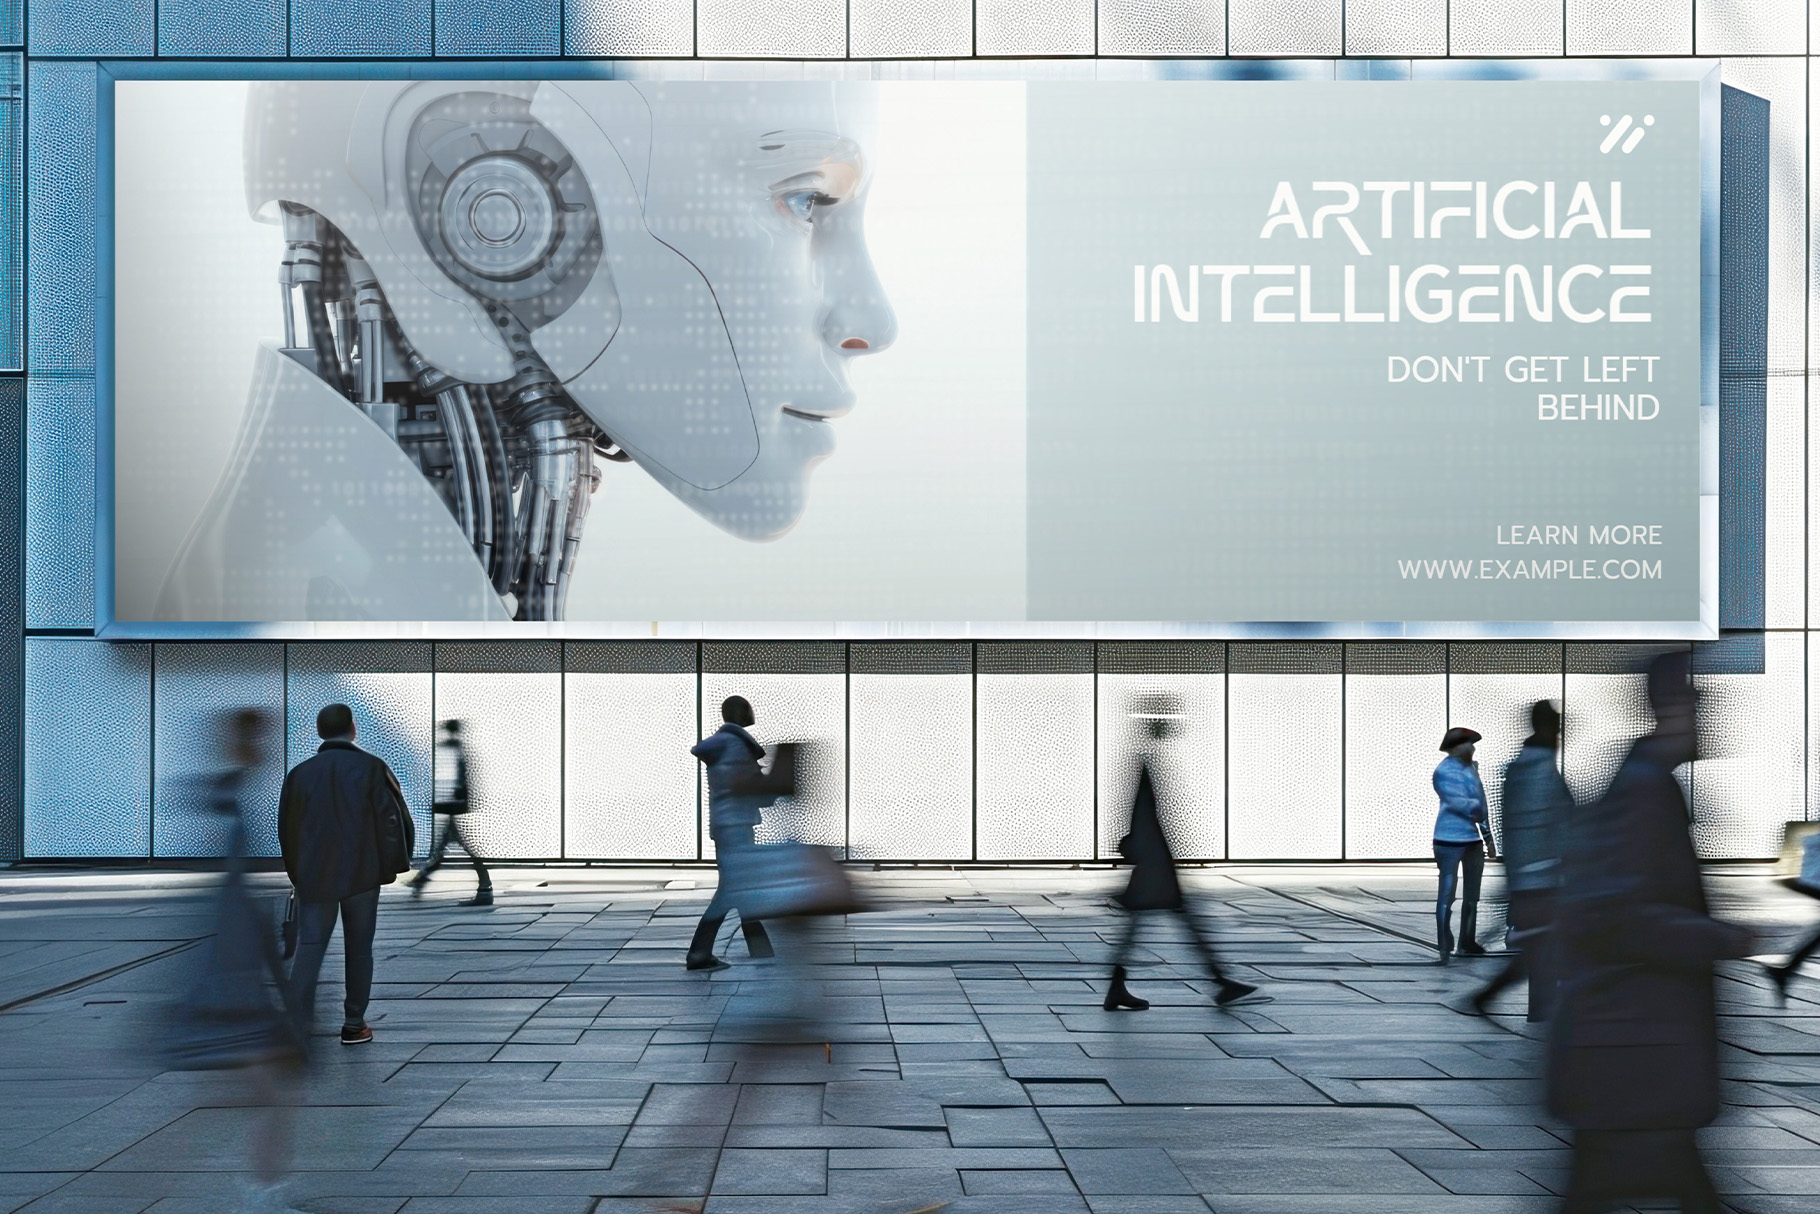 ARTIFICIAL
INTELLIGENCE
DON'T GET LEFT
BEHIND
LEARN MORE
WWW.EXAMPLE.COM